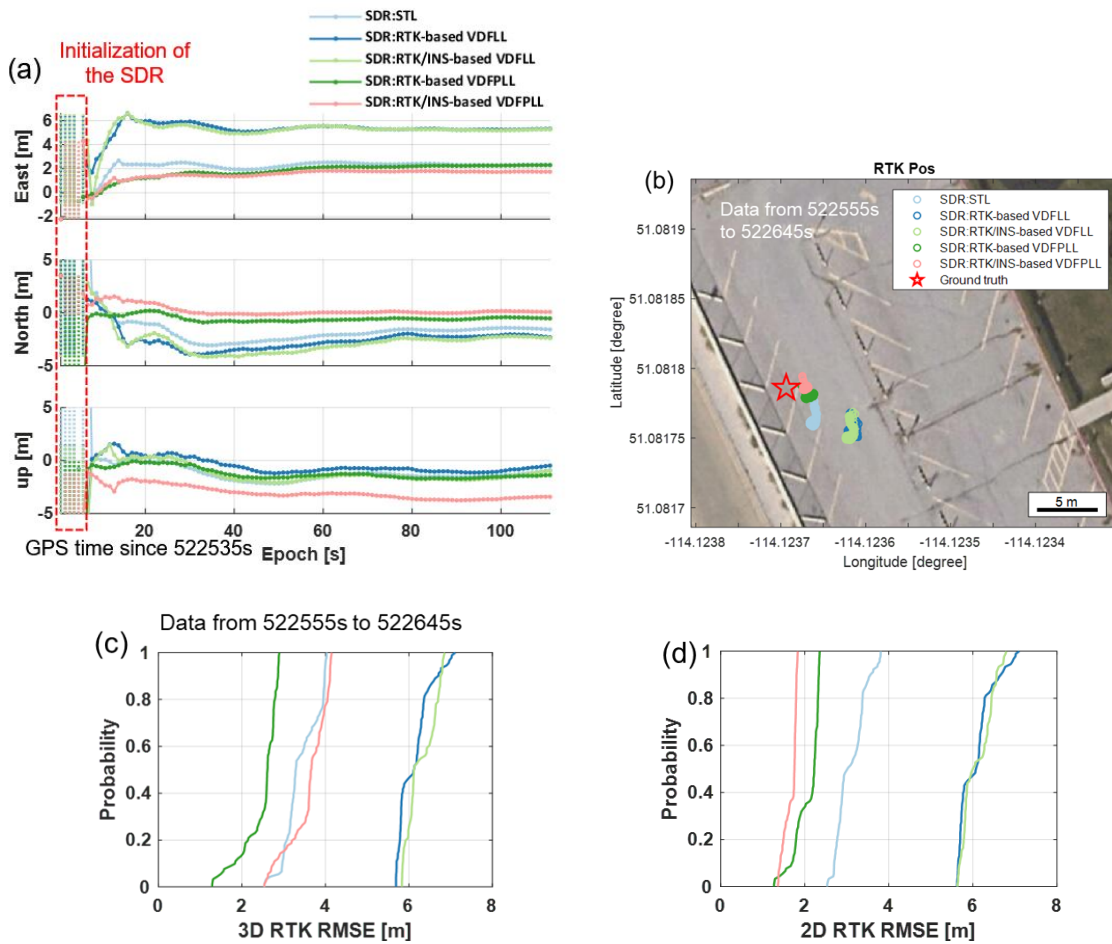 (a)
Initialization of
the SDR
SDR:STL
SDR:RTK-based VDFLL
SDR:RTK/INS-based VDFLL
SDR:RTK-based VDFPLL
SDR:RTK/INS-based VDFPLL
East [m]
6
4
2
0
-2
North [m]
5
0
-5
up [m]
5
0
-5
20
40
60
80
100
GPS time since 522535s
Epoch [s]
(b)
RTK Pos
Data from 522555s
to 522645s
SDR:STL
SDR:RTK-based VDFLL
SDR:RTK/INS-based VDFLL
SDR:RTK-based VDFPLL
SDR:RTK/INS-based VDFPLL
Ground truth
Latitude [degree]
51.0819
51.08185
51.0818
51.08175
51.0817
5 m
-114.1238
-114.1237
-114.1236
-114.1235
-114.1234
Longitude [degree]
(c)
Data from 522555s to 522645s
Probability
1
0.8
0.6
0.4
0.2
0
0
2
4
6
8
3D RTK RMSE [m]
(d)
Probability
1
0.8
0.6
0.4
0.2
0
0
2
4
6
8
2D RTK RMSE [m]